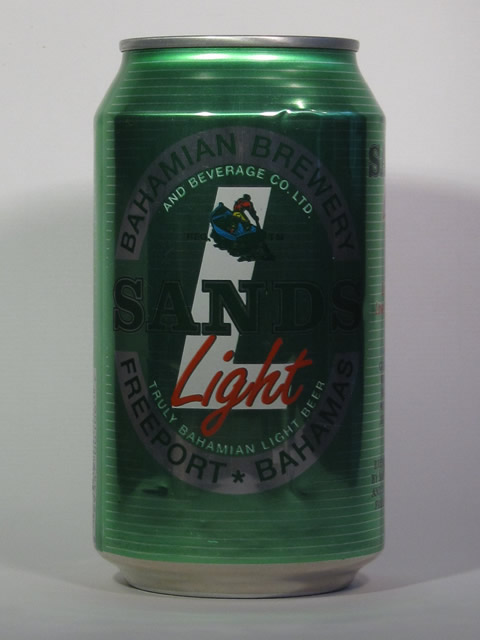 BAHAMIAN BREWERY
AND BEVERAGE CO. LTD.
SANDS
Light
TRULY BAHAMIAN LIGHT BEER
FREEPORT * BAHAMAS